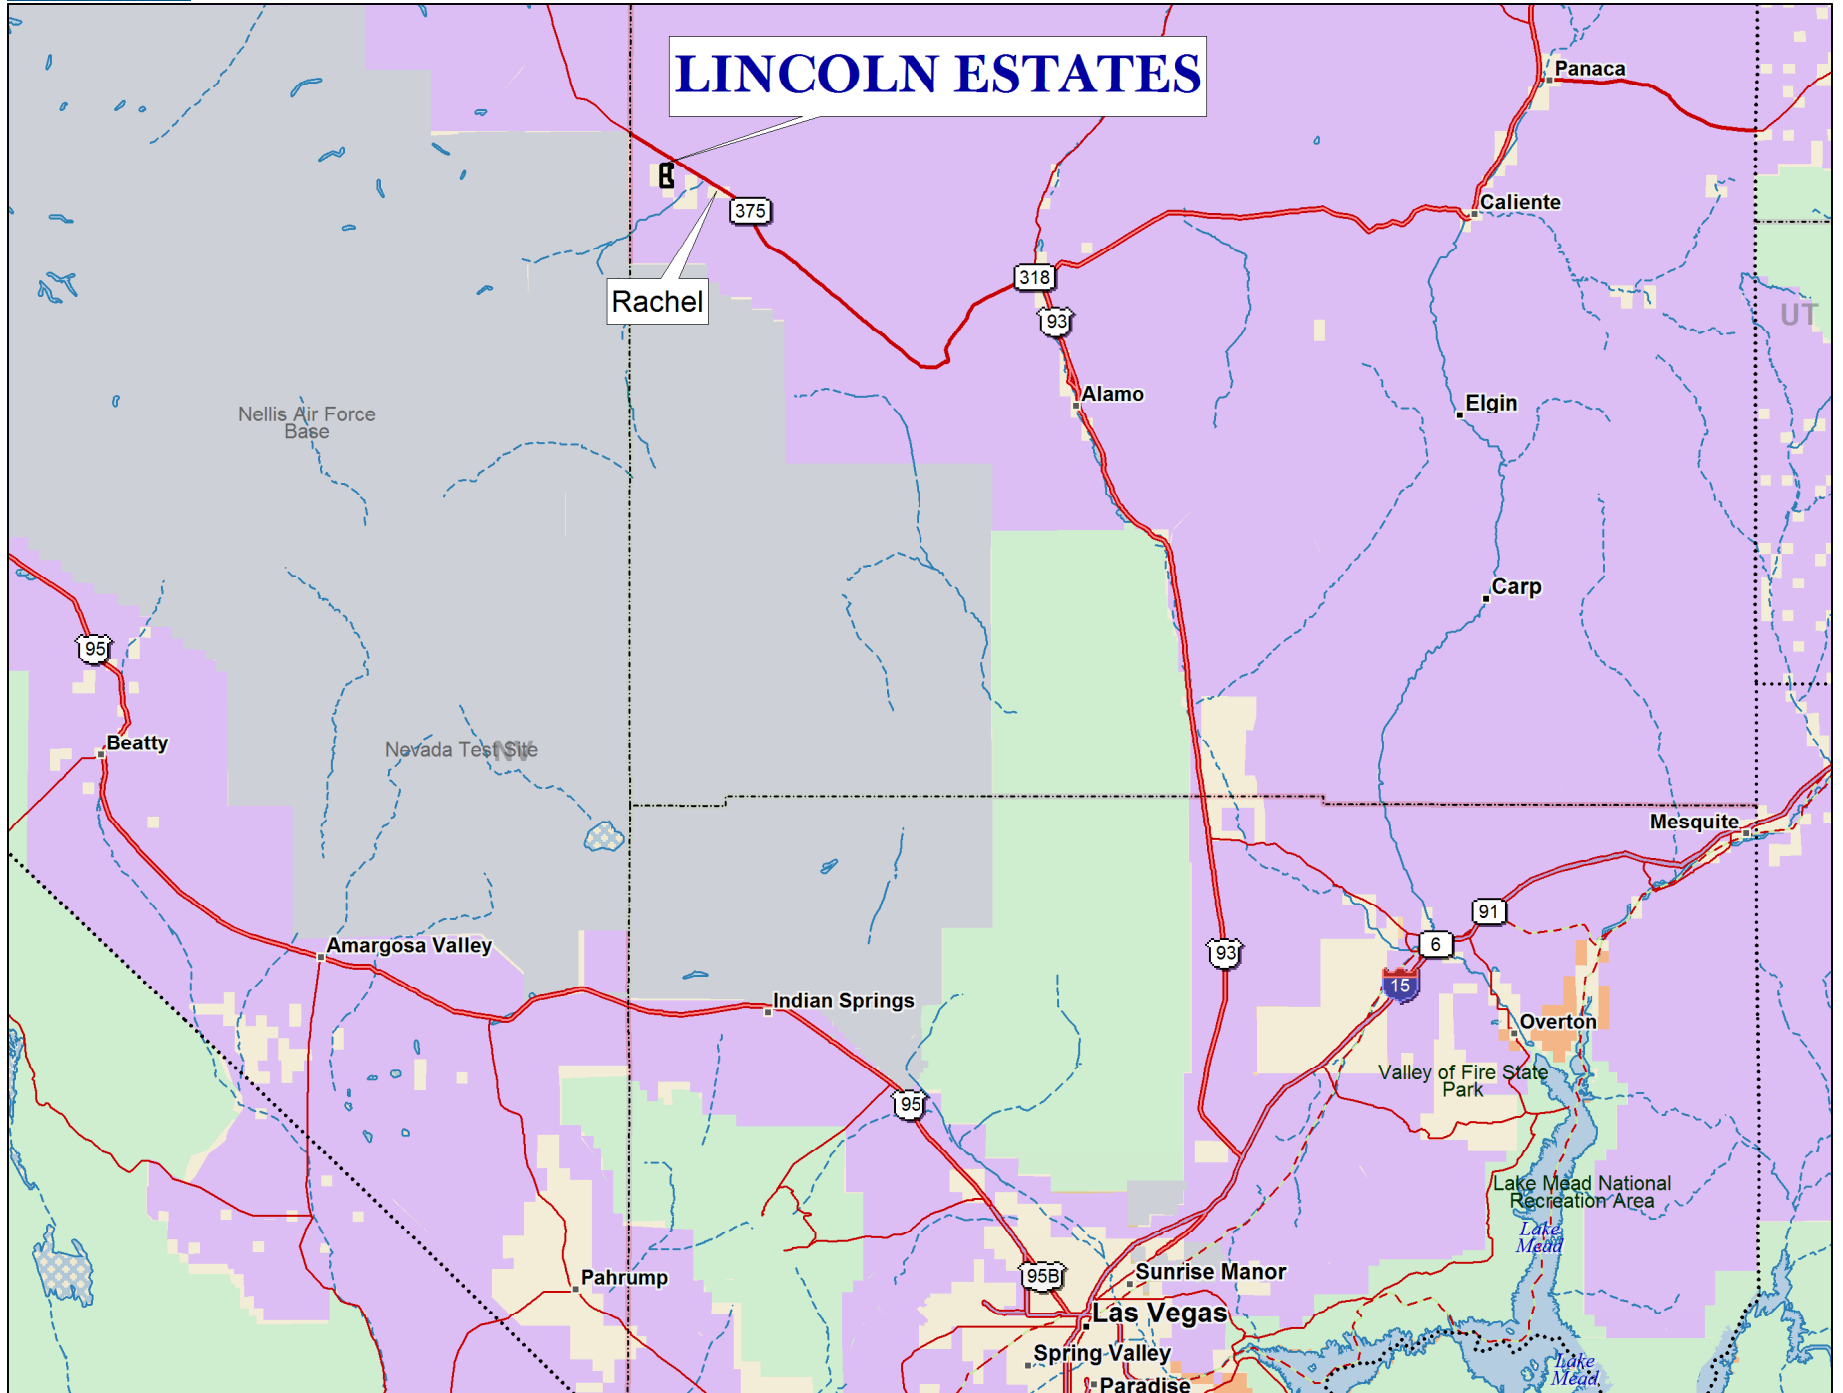 LINCOLN ESTATES
Panaca
375
Caliente
318
Rachel
UT
93
Alamo
Nellis Air Force
Base
Elgin
Carp
95
Beatty
Nevada Test Site
NV
Mesquite
91
Amargosa Valley
6
93
15
Indian Springs
Overton
Valley of Fire State
Park
95
Lake Mead National
Recreation Area
Lake
Mead
95B
Sunrise Manor
Pahrump
Las Vegas
Spring Valley
Lake
Mead
Paradise